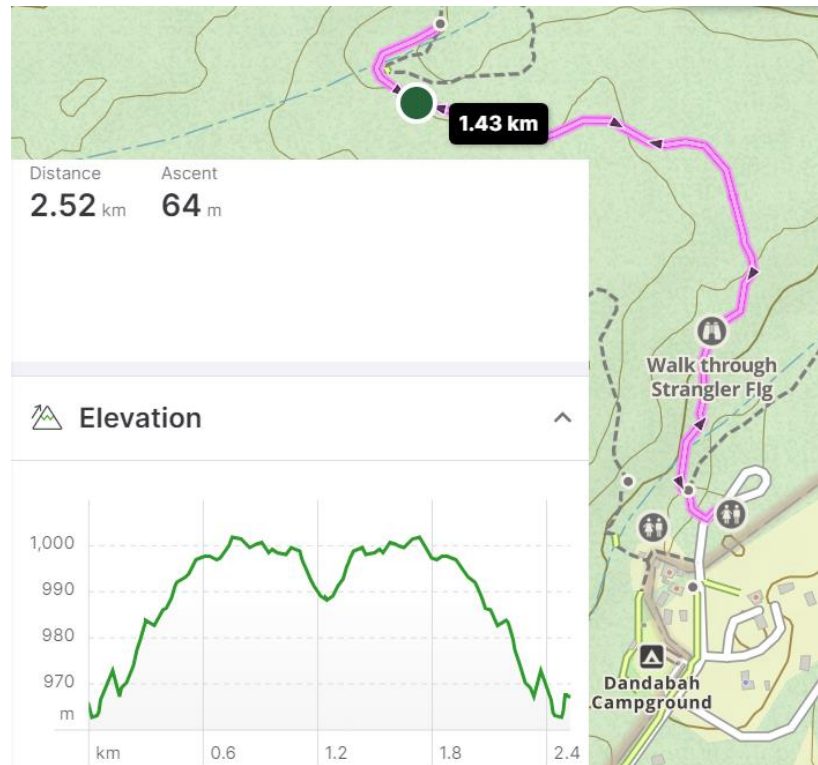 1.43 km
Distance Ascent
2.52 km 64 m
Walk through
Strangler FIg
Elevation
1,000
990
980
970
m
km 0.6 1.2 1.8 2.4
Dandabah
Campground